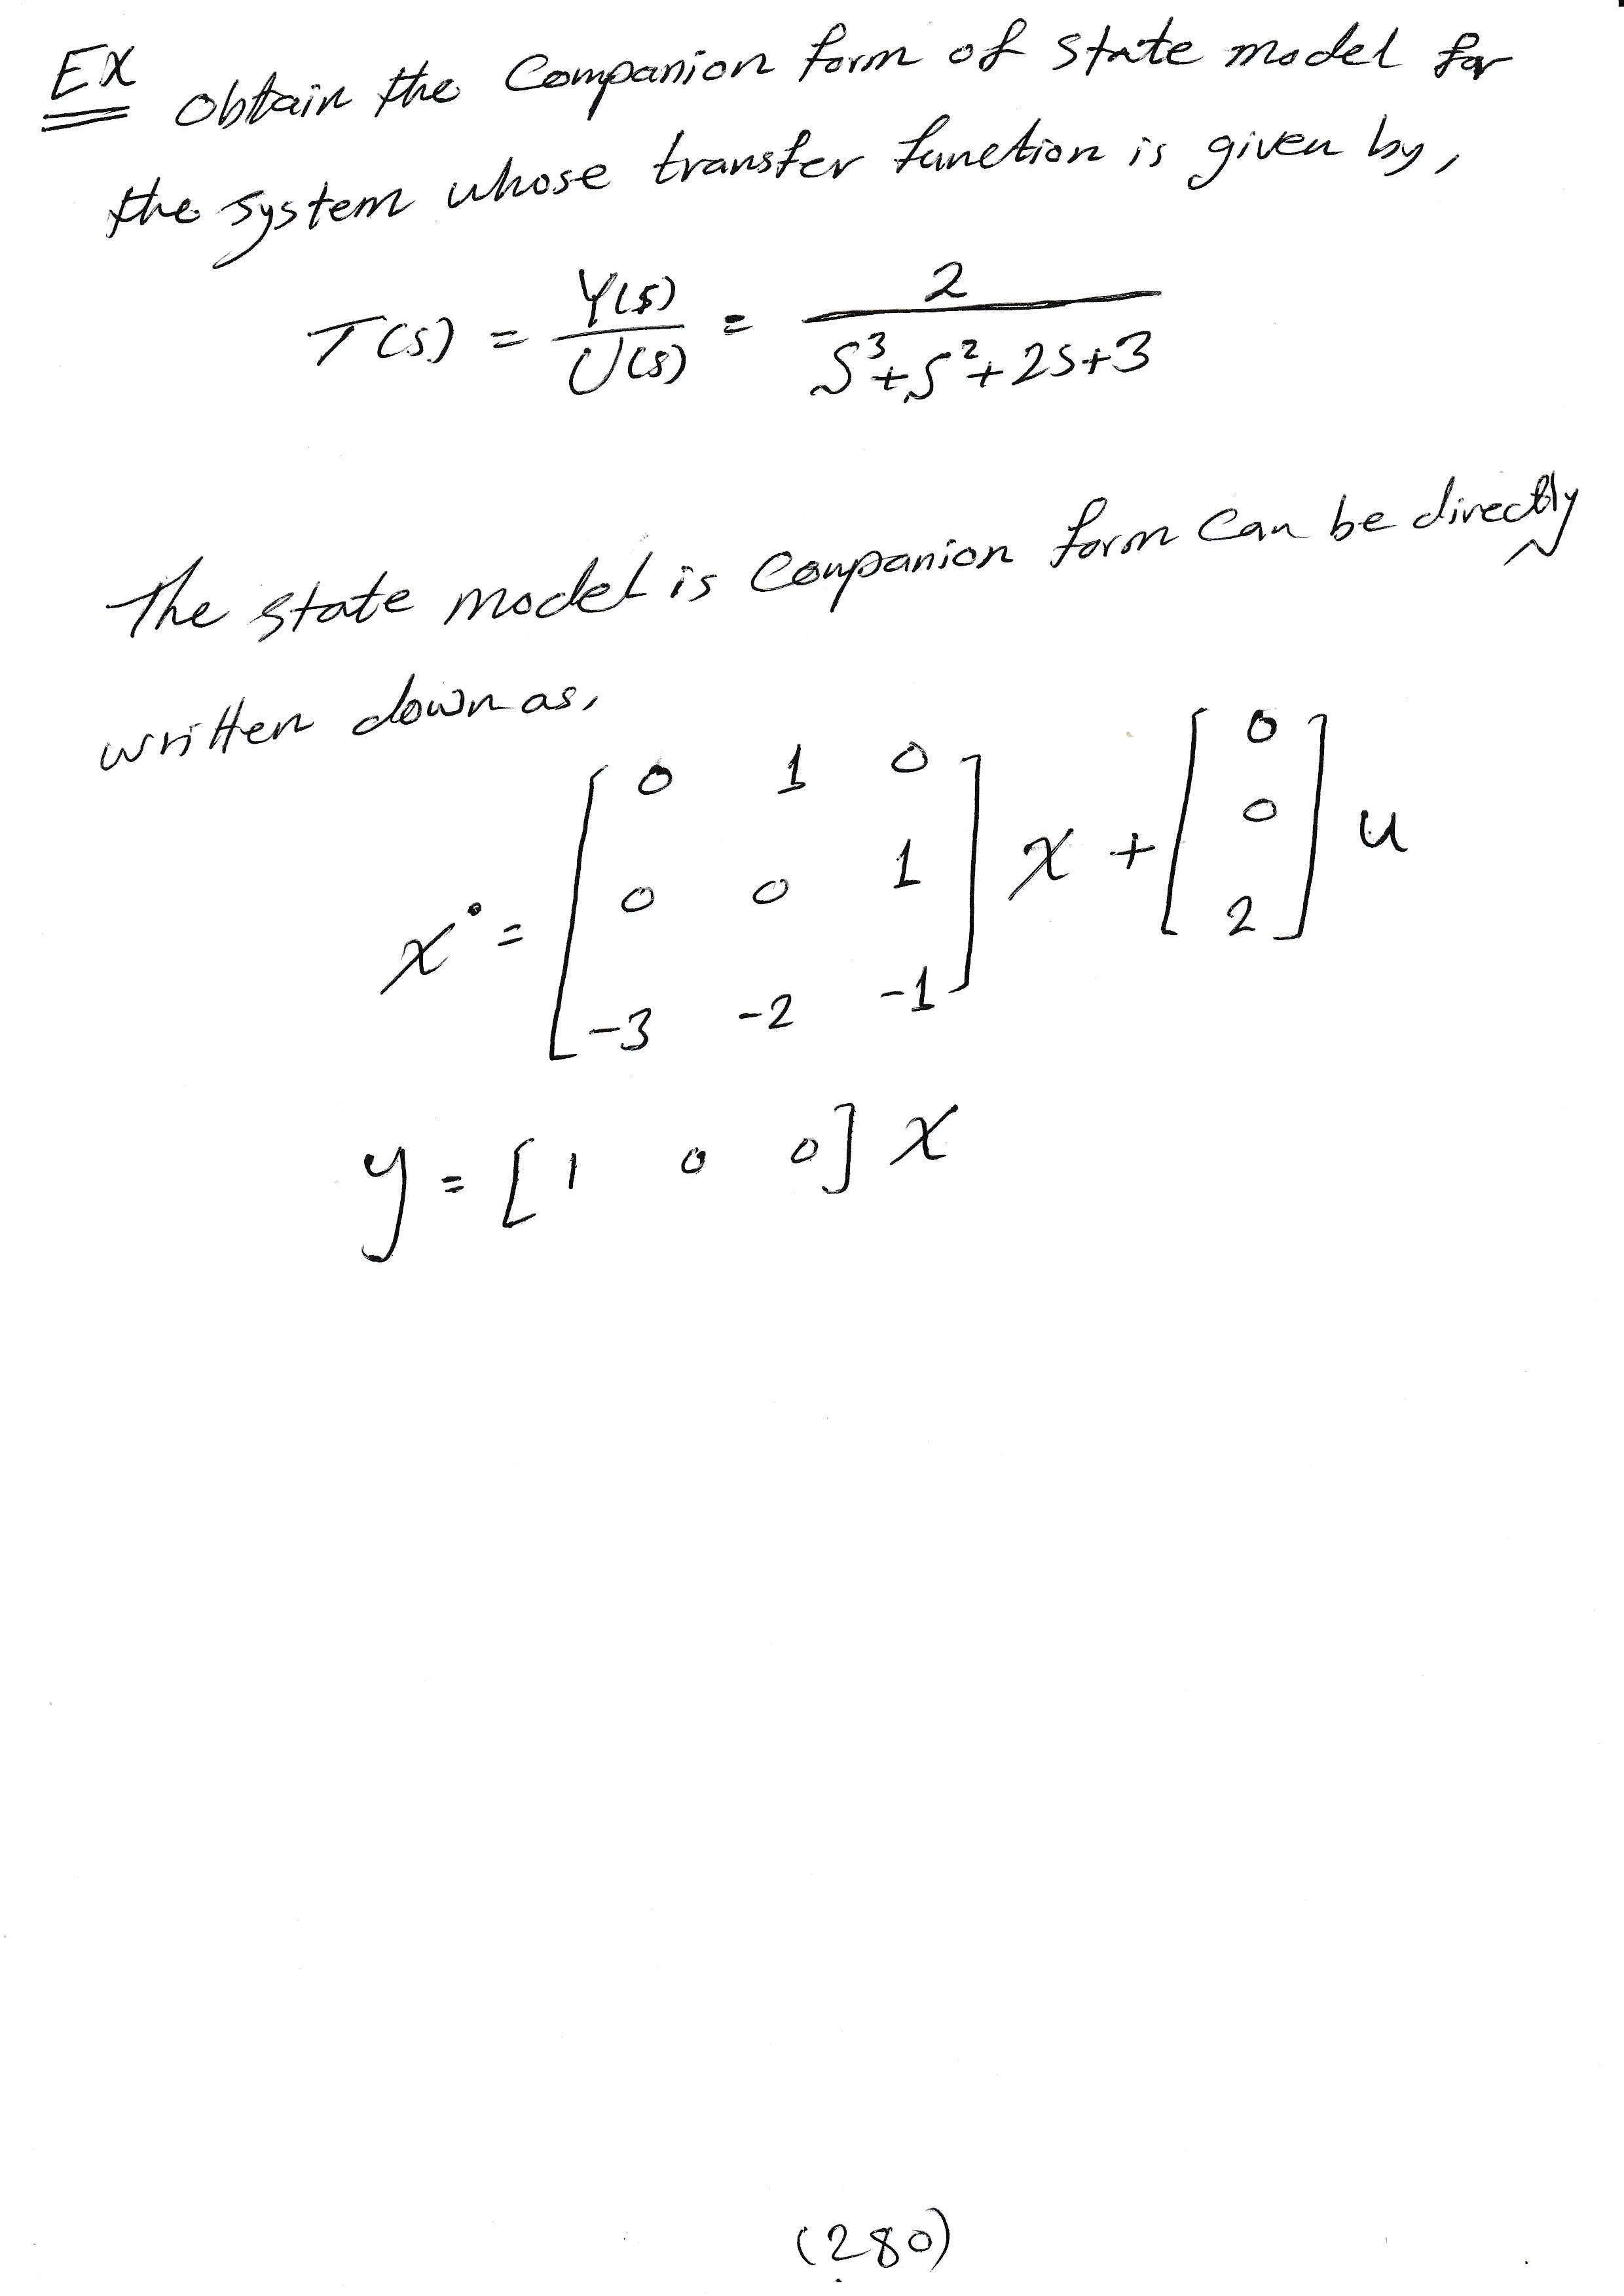 EX obtain the Companion form of state model for
the system whose transfer function is given by,
T(s) = Y(s)/U(s) = 2/(S³+S²+2S+3)
The state model is Companion form can be directly
written down as,
x° = [0 1 0; 0 0 1; -3 -2 -1] x + [0; 0; 2] u
y = [1 0 0] x
(280)